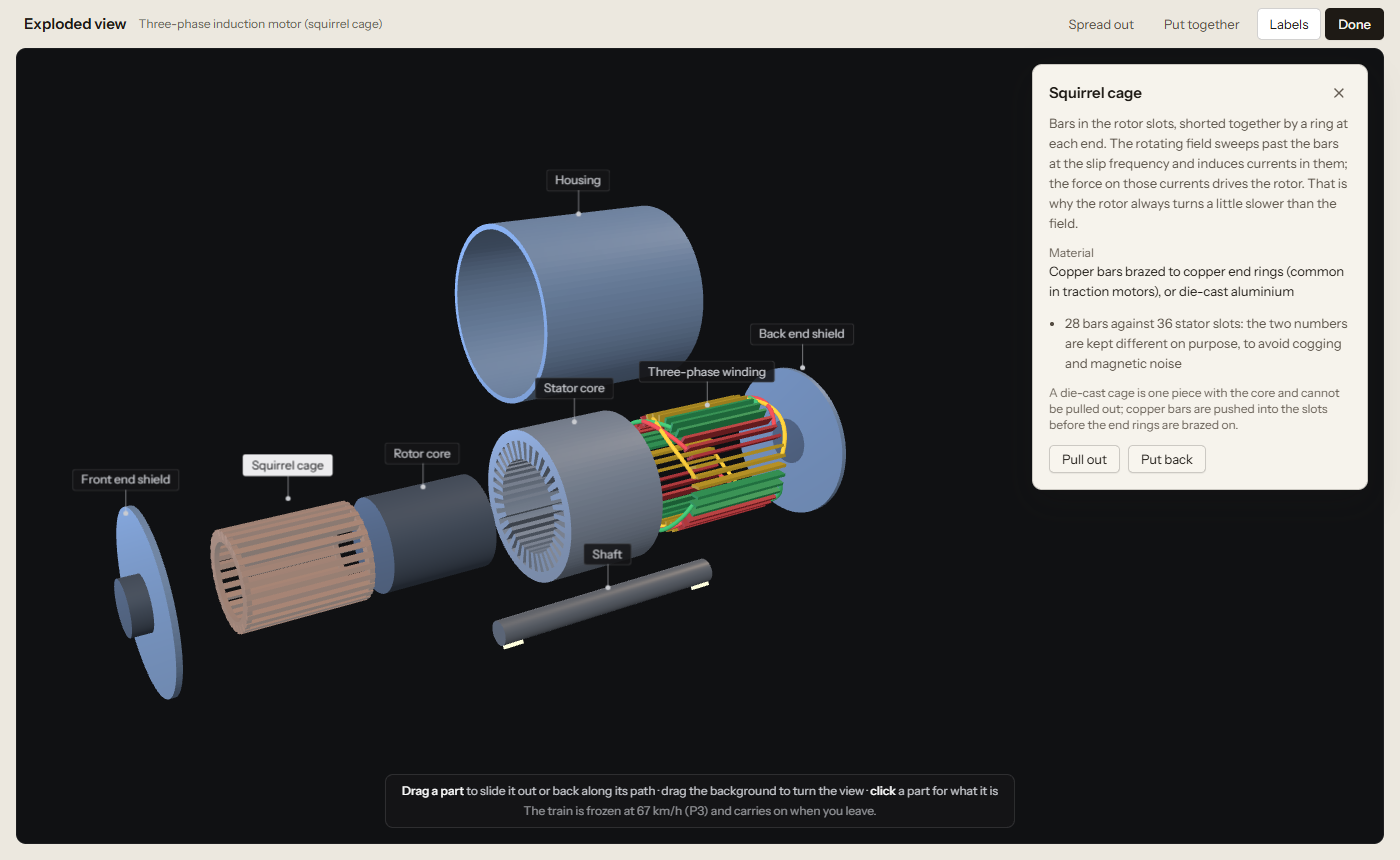 Exploded view Three-phase induction motor (squirrel cage) Spread out Put together Labels Done
Squirrel cage
Bars in the rotor slots, shorted together by a ring at
each end. The rotating field sweeps past the bars
at the slip frequency and induces currents in them;
the force on those currents drives the rotor. That is
why the rotor always turns a little slower than the
field.
Material
Copper bars brazed to copper end rings (common
in traction motors), or die-cast aluminium
• 28 bars against 36 stator slots: the two numbers
are kept different on purpose, to avoid cogging
and magnetic noise
A die-cast cage is one piece with the core and cannot
be pulled out; copper bars are pushed into the slots
before the end rings are brazed on.
Pull out Put back
Housing
Back end shield
Three-phase winding
Stator core
Rotor core
Squirrel cage
Front end shield
Shaft
Drag a part to slide it out or back along its path · drag the background to turn the view · click a part for what it is
The train is frozen at 67 km/h (P3) and carries on when you leave.